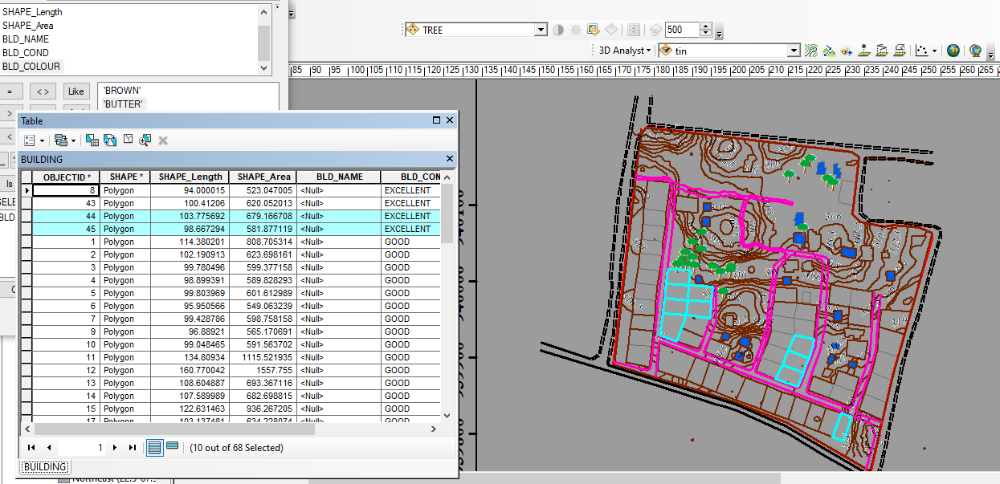 SHAPE_Length
SHAPE_Area
BLD_NAME
BLD_COND
BLD_COLOUR
= < > Like
'BROWN'
'BUTTER'
>
<
Is
TREE
500
3D Analyst
tin
85 90 95 100 105 110 115 120 125 130 135 140 145 150 155 160 165 170 175 180 185 190 195 200 205 210 215 220 225 230 235 240 245 250 255 260 265
Table
BUILDING
OBJECTID * SHAPE * SHAPE_Length SHAPE_Area BLD_NAME BLD_CON
8 Polygon 94.000015 523.047005 <Null> EXCELLENT
43 Polygon 100.41206 620.052013 <Null> EXCELLENT
44 Polygon 103.775692 679.166708 <Null> EXCELLENT
45 Polygon 98.667294 581.877119 <Null> EXCELLENT
1 Polygon 114.380201 808.705314 <Null> GOOD
2 Polygon 102.190913 623.698161 <Null> GOOD
3 Polygon 99.780496 599.377158 <Null> GOOD
4 Polygon 98.899391 589.828293 <Null> GOOD
5 Polygon 99.803969 601.612989 <Null> GOOD
6 Polygon 95.950566 549.063239 <Null> GOOD
7 Polygon 99.428786 598.758158 <Null> GOOD
9 Polygon 96.88921 565.170691 <Null> GOOD
10 Polygon 99.048465 591.563702 <Null> GOOD
11 Polygon 134.80934 1115.521935 <Null> GOOD
12 Polygon 160.770042 1557.755 <Null> GOOD
13 Polygon 108.604887 693.367116 <Null> GOOD
14 Polygon 107.589989 682.698815 <Null> GOOD
15 Polygon 122.631463 936.267205 <Null> GOOD
17 Polygon 103.137481 634.228074 <Null> GOOD
1
(10 out of 68 Selected)
BUILDING